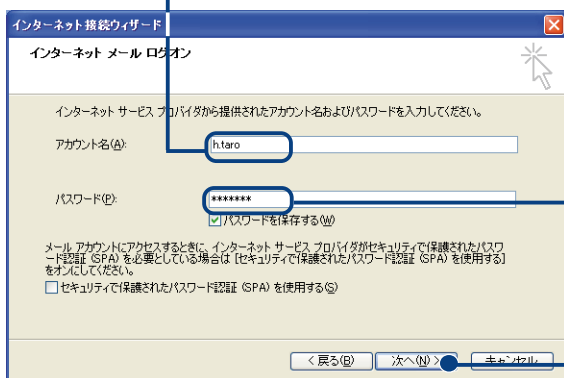 インターネット接続ウィザード
インターネット メール ログオン
インターネット サービス プロバイダから提供されたアカウント名およびパスワードを入力してください。
アカウント名(A):
h.taro
パスワード(P):
*******
パスワードを保存する(W)
メール アカウントにアクセスするときに、インターネット サービス プロバイダがセキュリティで保護されたパスワ
ード認証 (SPA) を必要としている場合は [セキュリティで保護されたパスワード認証 (SPA) を使用する]
をオンにしてください。
セキュリティで保護されたパスワード認証 (SPA) を使用する(S)
< 戻る(B)
次へ(N) >
キャンセル